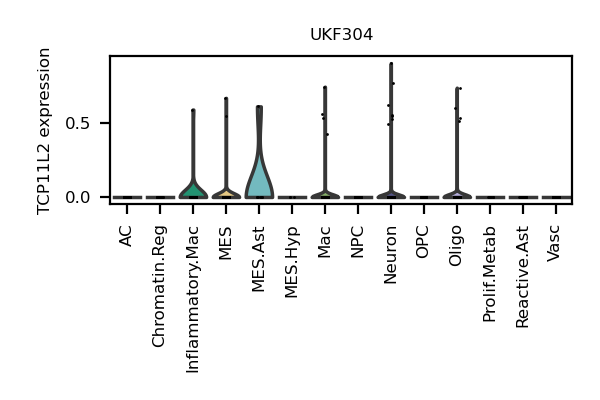 UKF304
TCP11L2 expression
0.5
0.0
AC
Chromatin.Reg
Inflammatory.Mac
MES
MES.Ast
MES.Hyp
Mac
NPC
Neuron
OPC
Oligo
Prolif.Metab
Reactive.Ast
Vasc